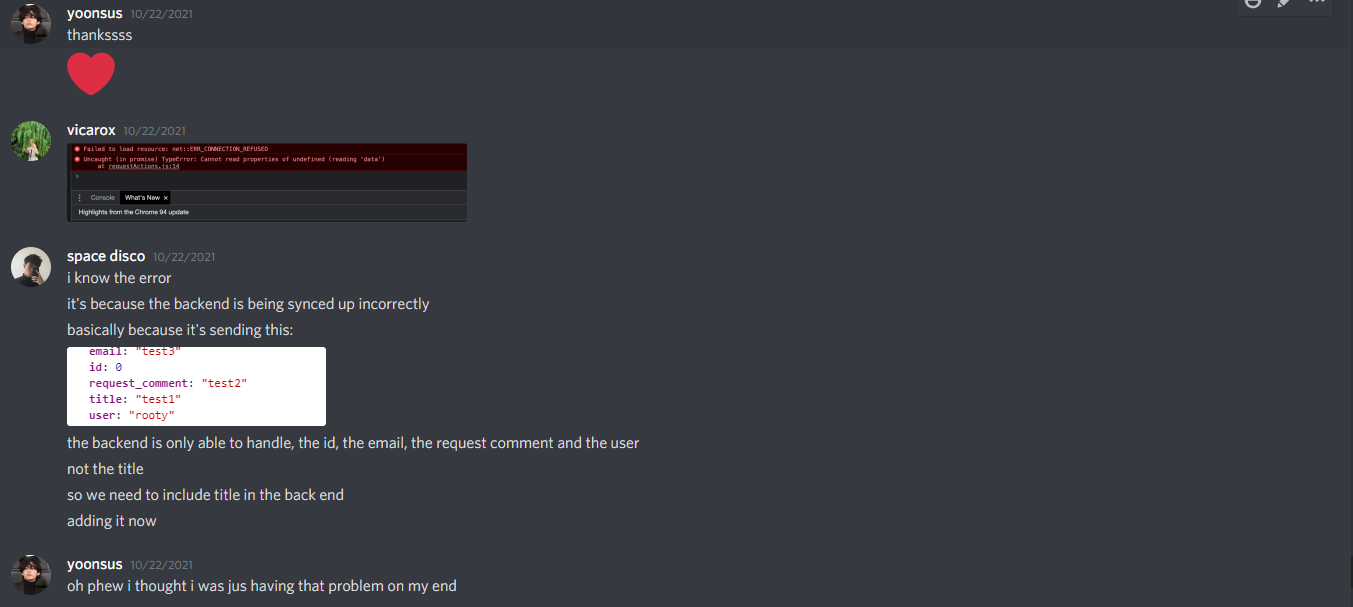 yoonsus 10/22/2021
thankssss
vicarox 10/22/2021
Failed to load resource: net::ERR_CONNECTION_REFUSED
Uncaught (in promise) TypeError: Cannot read properties of undefined (reading 'data')
at requestActions.js:14
Console What's New ×
Highlights from the Chrome 94 update
space disco 10/22/2021
i know the error
it's because the backend is being synced up incorrectly
basically because it's sending this:
email: "test3"
id: 0
request_comment: "test2"
title: "test1"
user: "rooty"
the backend is only able to handle, the id, the email, the request comment and the user
not the title
so we need to include title in the back end
adding it now
yoonsus 10/22/2021
oh phew i thought i was jus having that problem on my end